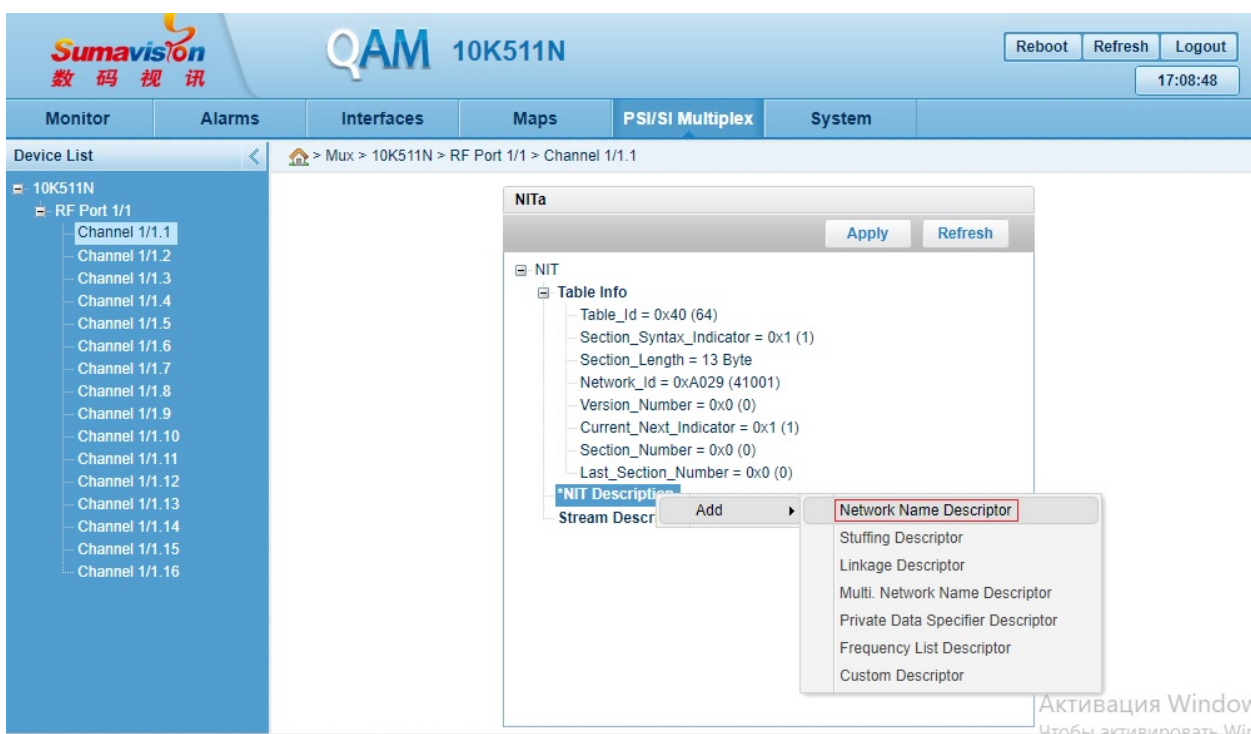 Sumavision
数码视讯
QAM 10K511N
Reboot Refresh Logout
17:08:48
Monitor Alarms Interfaces Maps PSI/SI Multiplex System
Device List
> Mux > 10K511N > RF Port 1/1 > Channel 1/1.1
10K511N
RF Port 1/1
Channel 1/1.1
Channel 1/1.2
Channel 1/1.3
Channel 1/1.4
Channel 1/1.5
Channel 1/1.6
Channel 1/1.7
Channel 1/1.8
Channel 1/1.9
Channel 1/1.10
Channel 1/1.11
Channel 1/1.12
Channel 1/1.13
Channel 1/1.14
Channel 1/1.15
Channel 1/1.16
NITa
Apply Refresh
NIT
Table Info
Table_Id = 0x40 (64)
Section_Syntax_Indicator = 0x1 (1)
Section_Length = 13 Byte
Network_Id = 0xA029 (41001)
Version_Number = 0x0 (0)
Current_Next_Indicator = 0x1 (1)
Section_Number = 0x0 (0)
Last_Section_Number = 0x0 (0)
*NIT Description
Stream Descr
Add
Network Name Descriptor
Stuffing Descriptor
Linkage Descriptor
Multi. Network Name Descriptor
Private Data Specifier Descriptor
Frequency List Descriptor
Custom Descriptor
Активация Window
Чтобы активировать Win